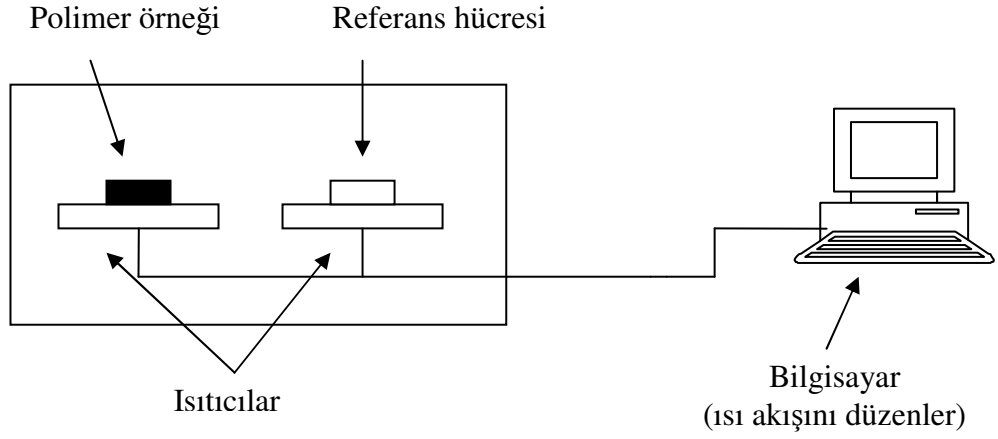 Polimer örneği
Referans hücresi
Isıtıcılar
Bilgisayar
(ısı akışını düzenler)